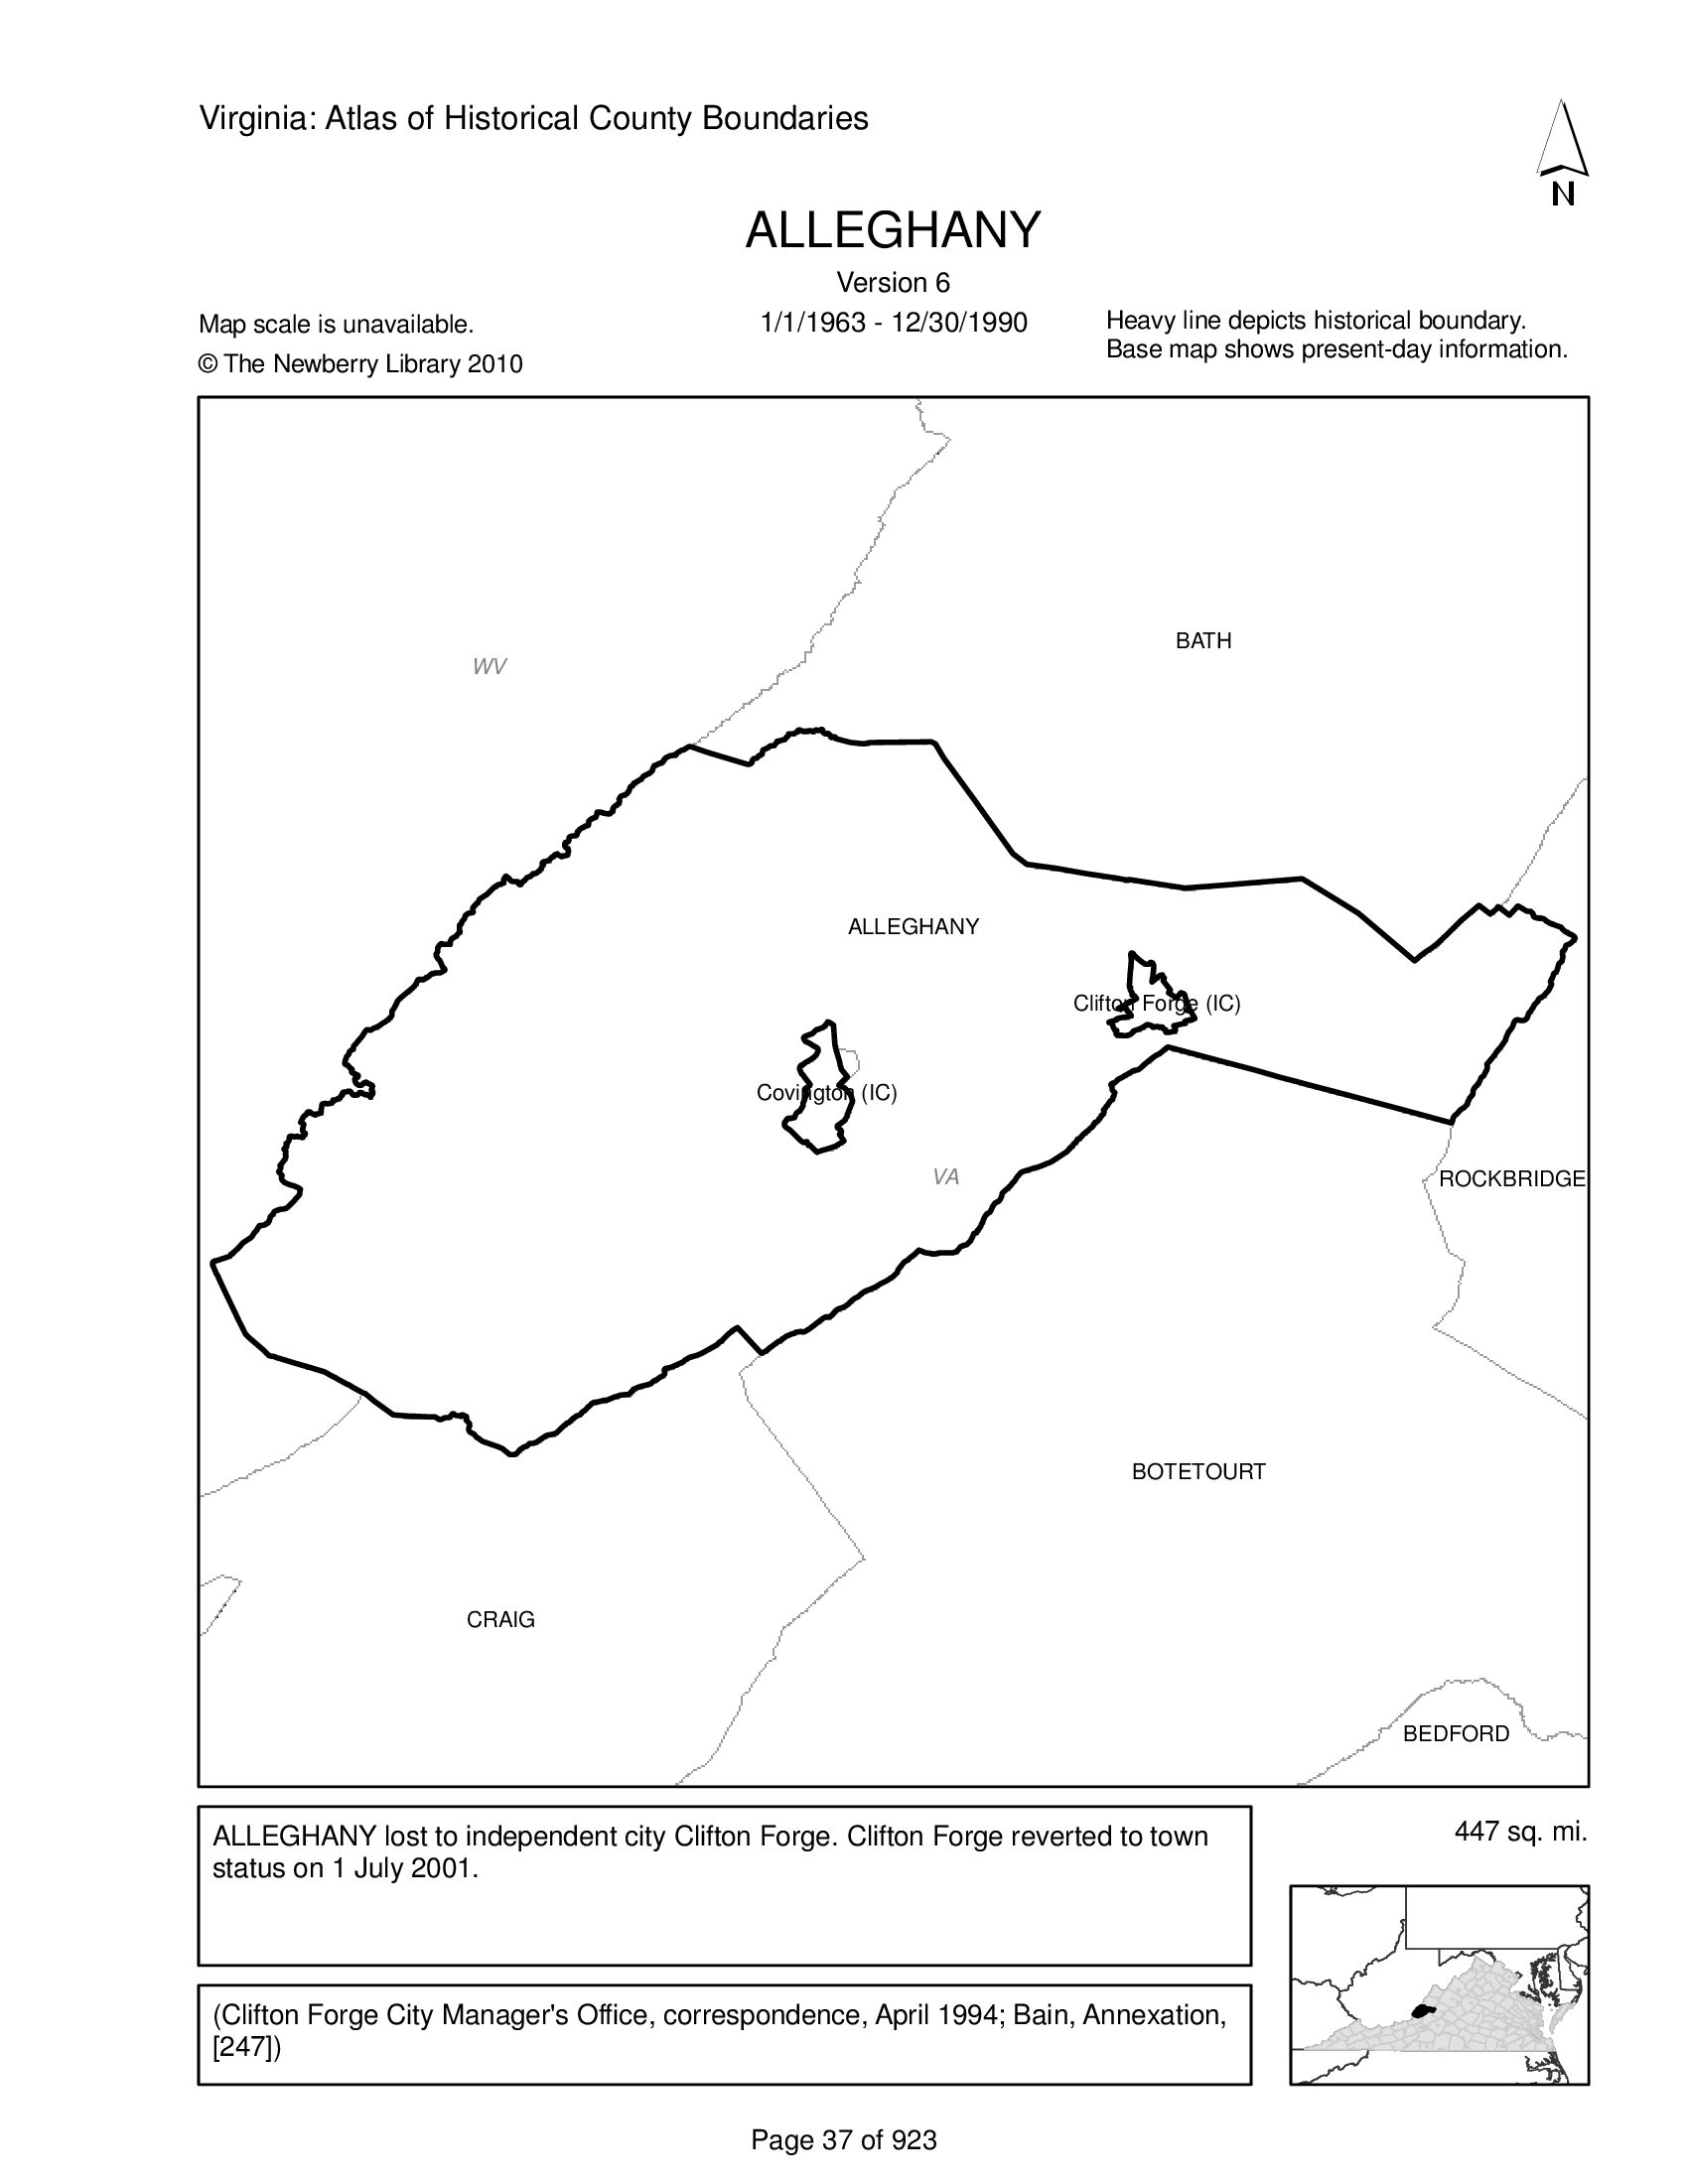 Virginia: Atlas of Historical County Boundaries
N
ALLEGHANY
Version 6
1/1/1963 - 12/30/1990
Map scale is unavailable.
© The Newberry Library 2010
Heavy line depicts historical boundary.
Base map shows present-day information.
BATH
WV
ALLEGHANY
Clifton Forge (IC)
Covington (IC)
VA
ROCKBRIDGE
BOTETOURT
CRAIG
BEDFORD
ALLEGHANY lost to independent city Clifton Forge. Clifton Forge reverted to town
status on 1 July 2001.
447 sq. mi.
(Clifton Forge City Manager's Office, correspondence, April 1994; Bain, Annexation,
[247])
Page 37 of 923